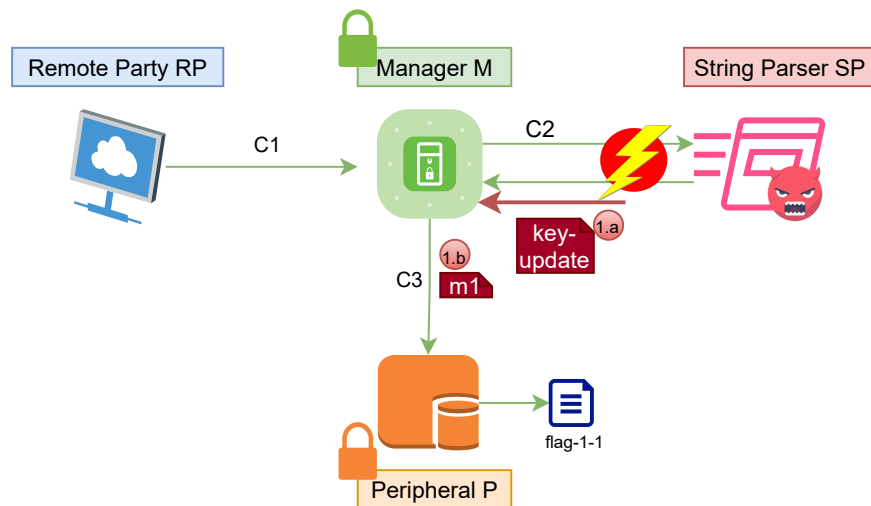 Remote Party RP
Manager M
String Parser SP
C1
C2
1.a
key-
update
1.b
C3
m1
flag-1-1
Peripheral P